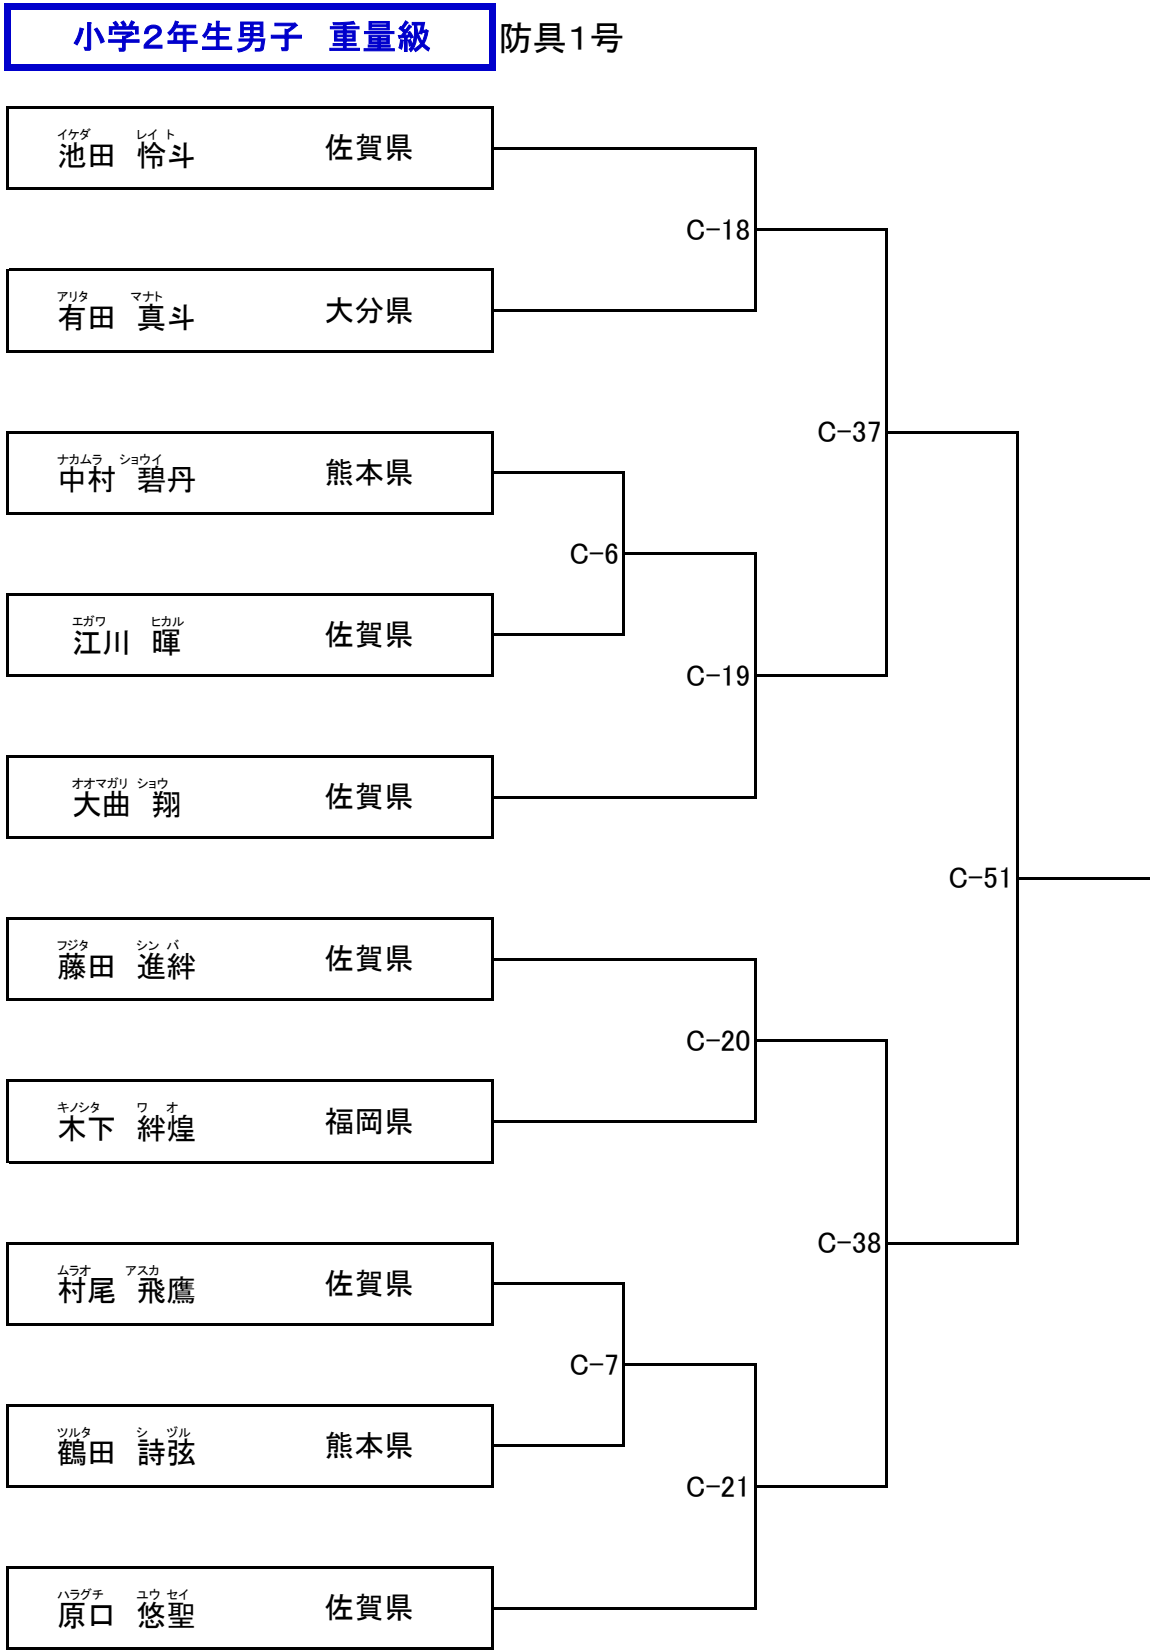 小学２年生男子　重量級
防具１号
イケダ　レイ ト
池田　怜斗　佐賀県
C-18
アリタ　マナト
有田　真斗　大分県
C-37
ナカムラ　ショウイ
中村　碧丹　熊本県
C-6
エガワ　ヒカル
江川　暉　佐賀県
C-19
オオマガリ　ショウ
大曲　翔　佐賀県
C-51
フジタ　シン バ
藤田　進絆　佐賀県
C-20
キノシタ　ワ　オ
木下　絆煌　福岡県
C-38
ムラオ　アスカ
村尾　飛鷹　佐賀県
C-7
ツルタ　シ　ヅル
鶴田　詩弦　熊本県
C-21
ハラグチ　ユウ セイ
原口　悠聖　佐賀県